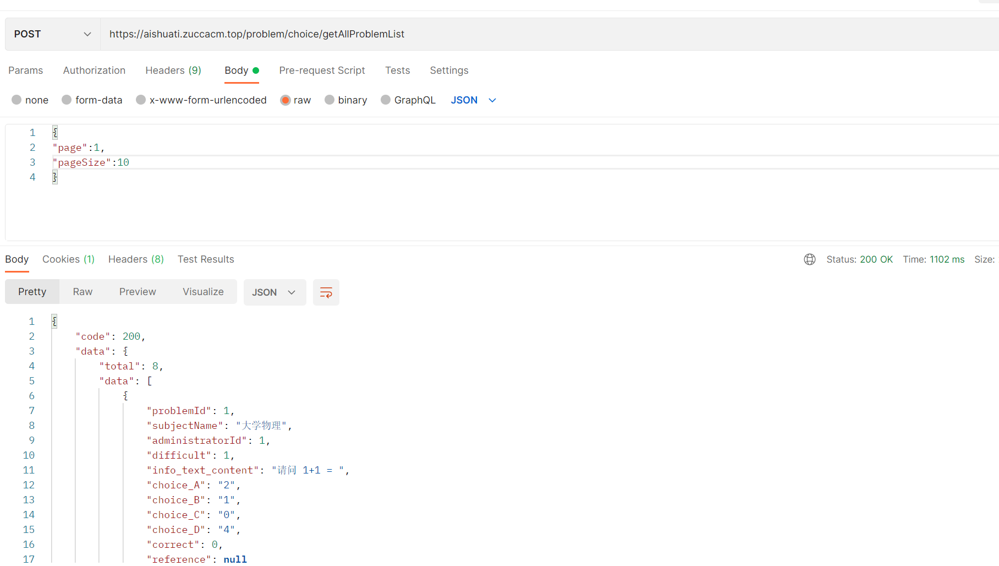 POST https://aishuati.zuccacm.top/problem/choice/getAllProblemList
Params Authorization Headers (9) Body Pre-request Script Tests Settings
none form-data x-www-form-urlencoded raw binary GraphQL JSON
1 {
2 "page":1,
3 "pageSize":10
4 }
Body Cookies (1) Headers (8) Test Results Status: 200 OK Time: 1102 ms Size:
Pretty Raw Preview Visualize JSON
1 {
2 "code": 200,
3 "data": {
4 "total": 8,
5 "data": [
6 {
7 "problemId": 1,
8 "subjectName": "大学物理",
9 "administratorId": 1,
10 "difficult": 1,
11 "info_text_content": "请问 1+1 = ",
12 "choice_A": "2",
13 "choice_B": "1",
14 "choice_C": "0",
15 "choice_D": "4",
16 "correct": 0,
17 "reference": null